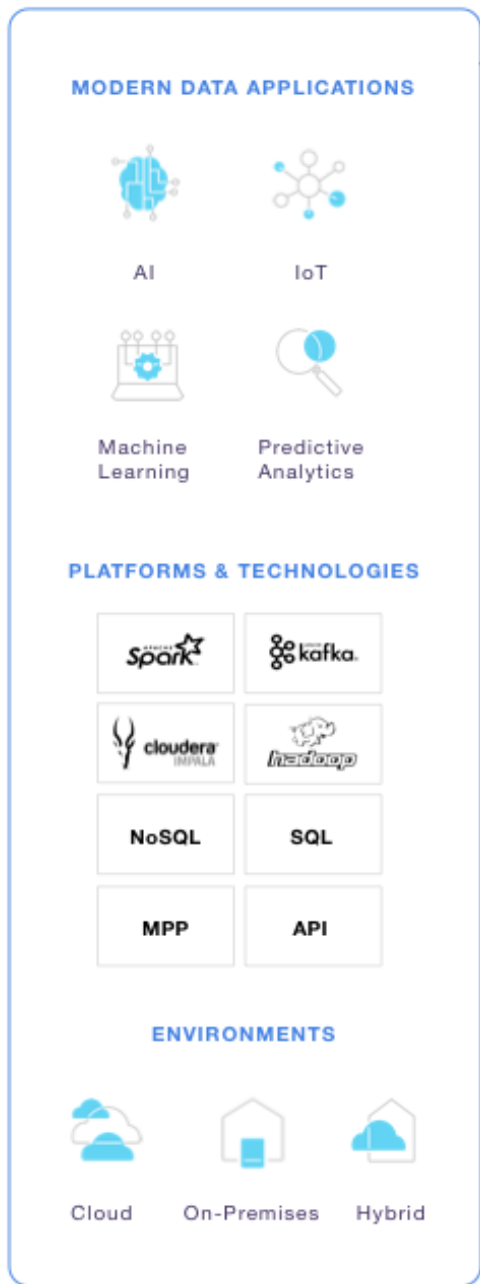 MODERN DATA APPLICATIONS
AI
IoT
Machine
Learning
Predictive
Analytics
PLATFORMS & TECHNOLOGIES
APACHE
Spark
kafka
cloudera
IMPALA
hadoop
NoSQL
SQL
MPP
API
ENVIRONMENTS
Cloud
On-Premises
Hybrid